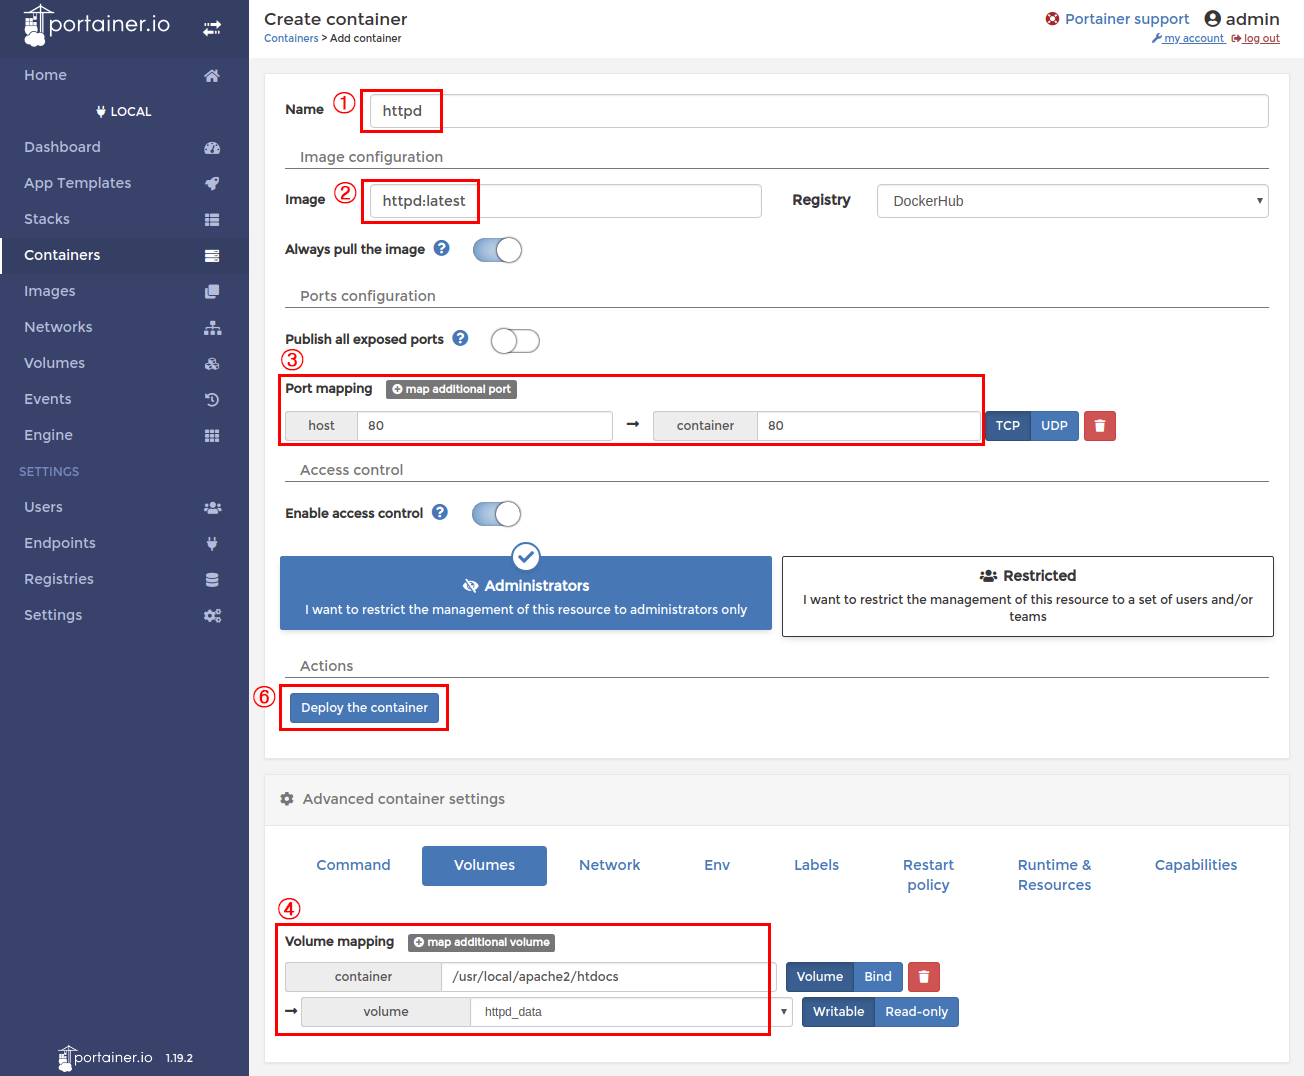 portainer.io
Home
LOCAL
Dashboard
App Templates
Stacks
Containers
Images
Networks
Volumes
Events
Engine
SETTINGS
Users
Endpoints
Registries
Settings
portainer.io 1.19.2
Create container
Containers > Add container
Portainer support admin
my account log out
Name ① httpd
Image configuration
Image ② httpd:latest Registry DockerHub
Always pull the image ?
Ports configuration
Publish all exposed ports ?
③
Port mapping map additional port
host 80 → container 80 TCP UDP
Access control
Enable access control ?
Administrators
I want to restrict the management of this resource to administrators only
Restricted
I want to restrict the management of this resource to a set of users and/or
teams
Actions
⑥ Deploy the container
Advanced container settings
Command Volumes Network Env Labels Restart policy Runtime & Resources Capabilities
④
Volume mapping map additional volume
container /usr/local/apache2/htdocs Volume Bind
→ volume httpd_data Writable Read-only